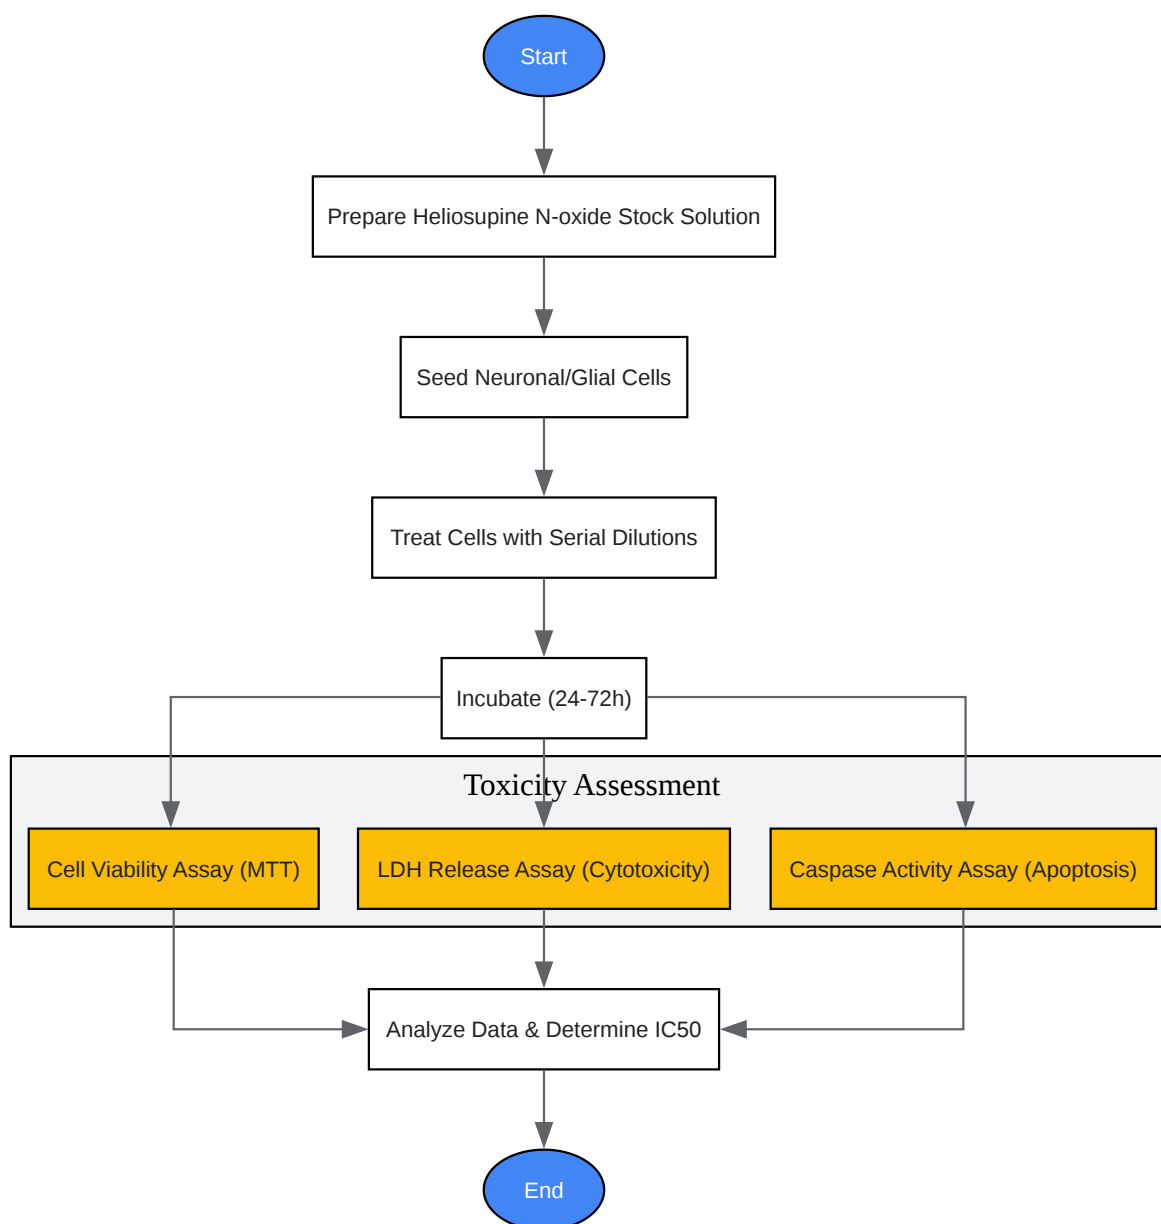 Start
Prepare Heliosupine N-oxide Stock Solution
Seed Neuronal/Glial Cells
Treat Cells with Serial Dilutions
Incubate (24-72h)
Toxicity Assessment
Cell Viability Assay (MTT)
LDH Release Assay (Cytotoxicity)
Caspase Activity Assay (Apoptosis)
Analyze Data & Determine IC50
End